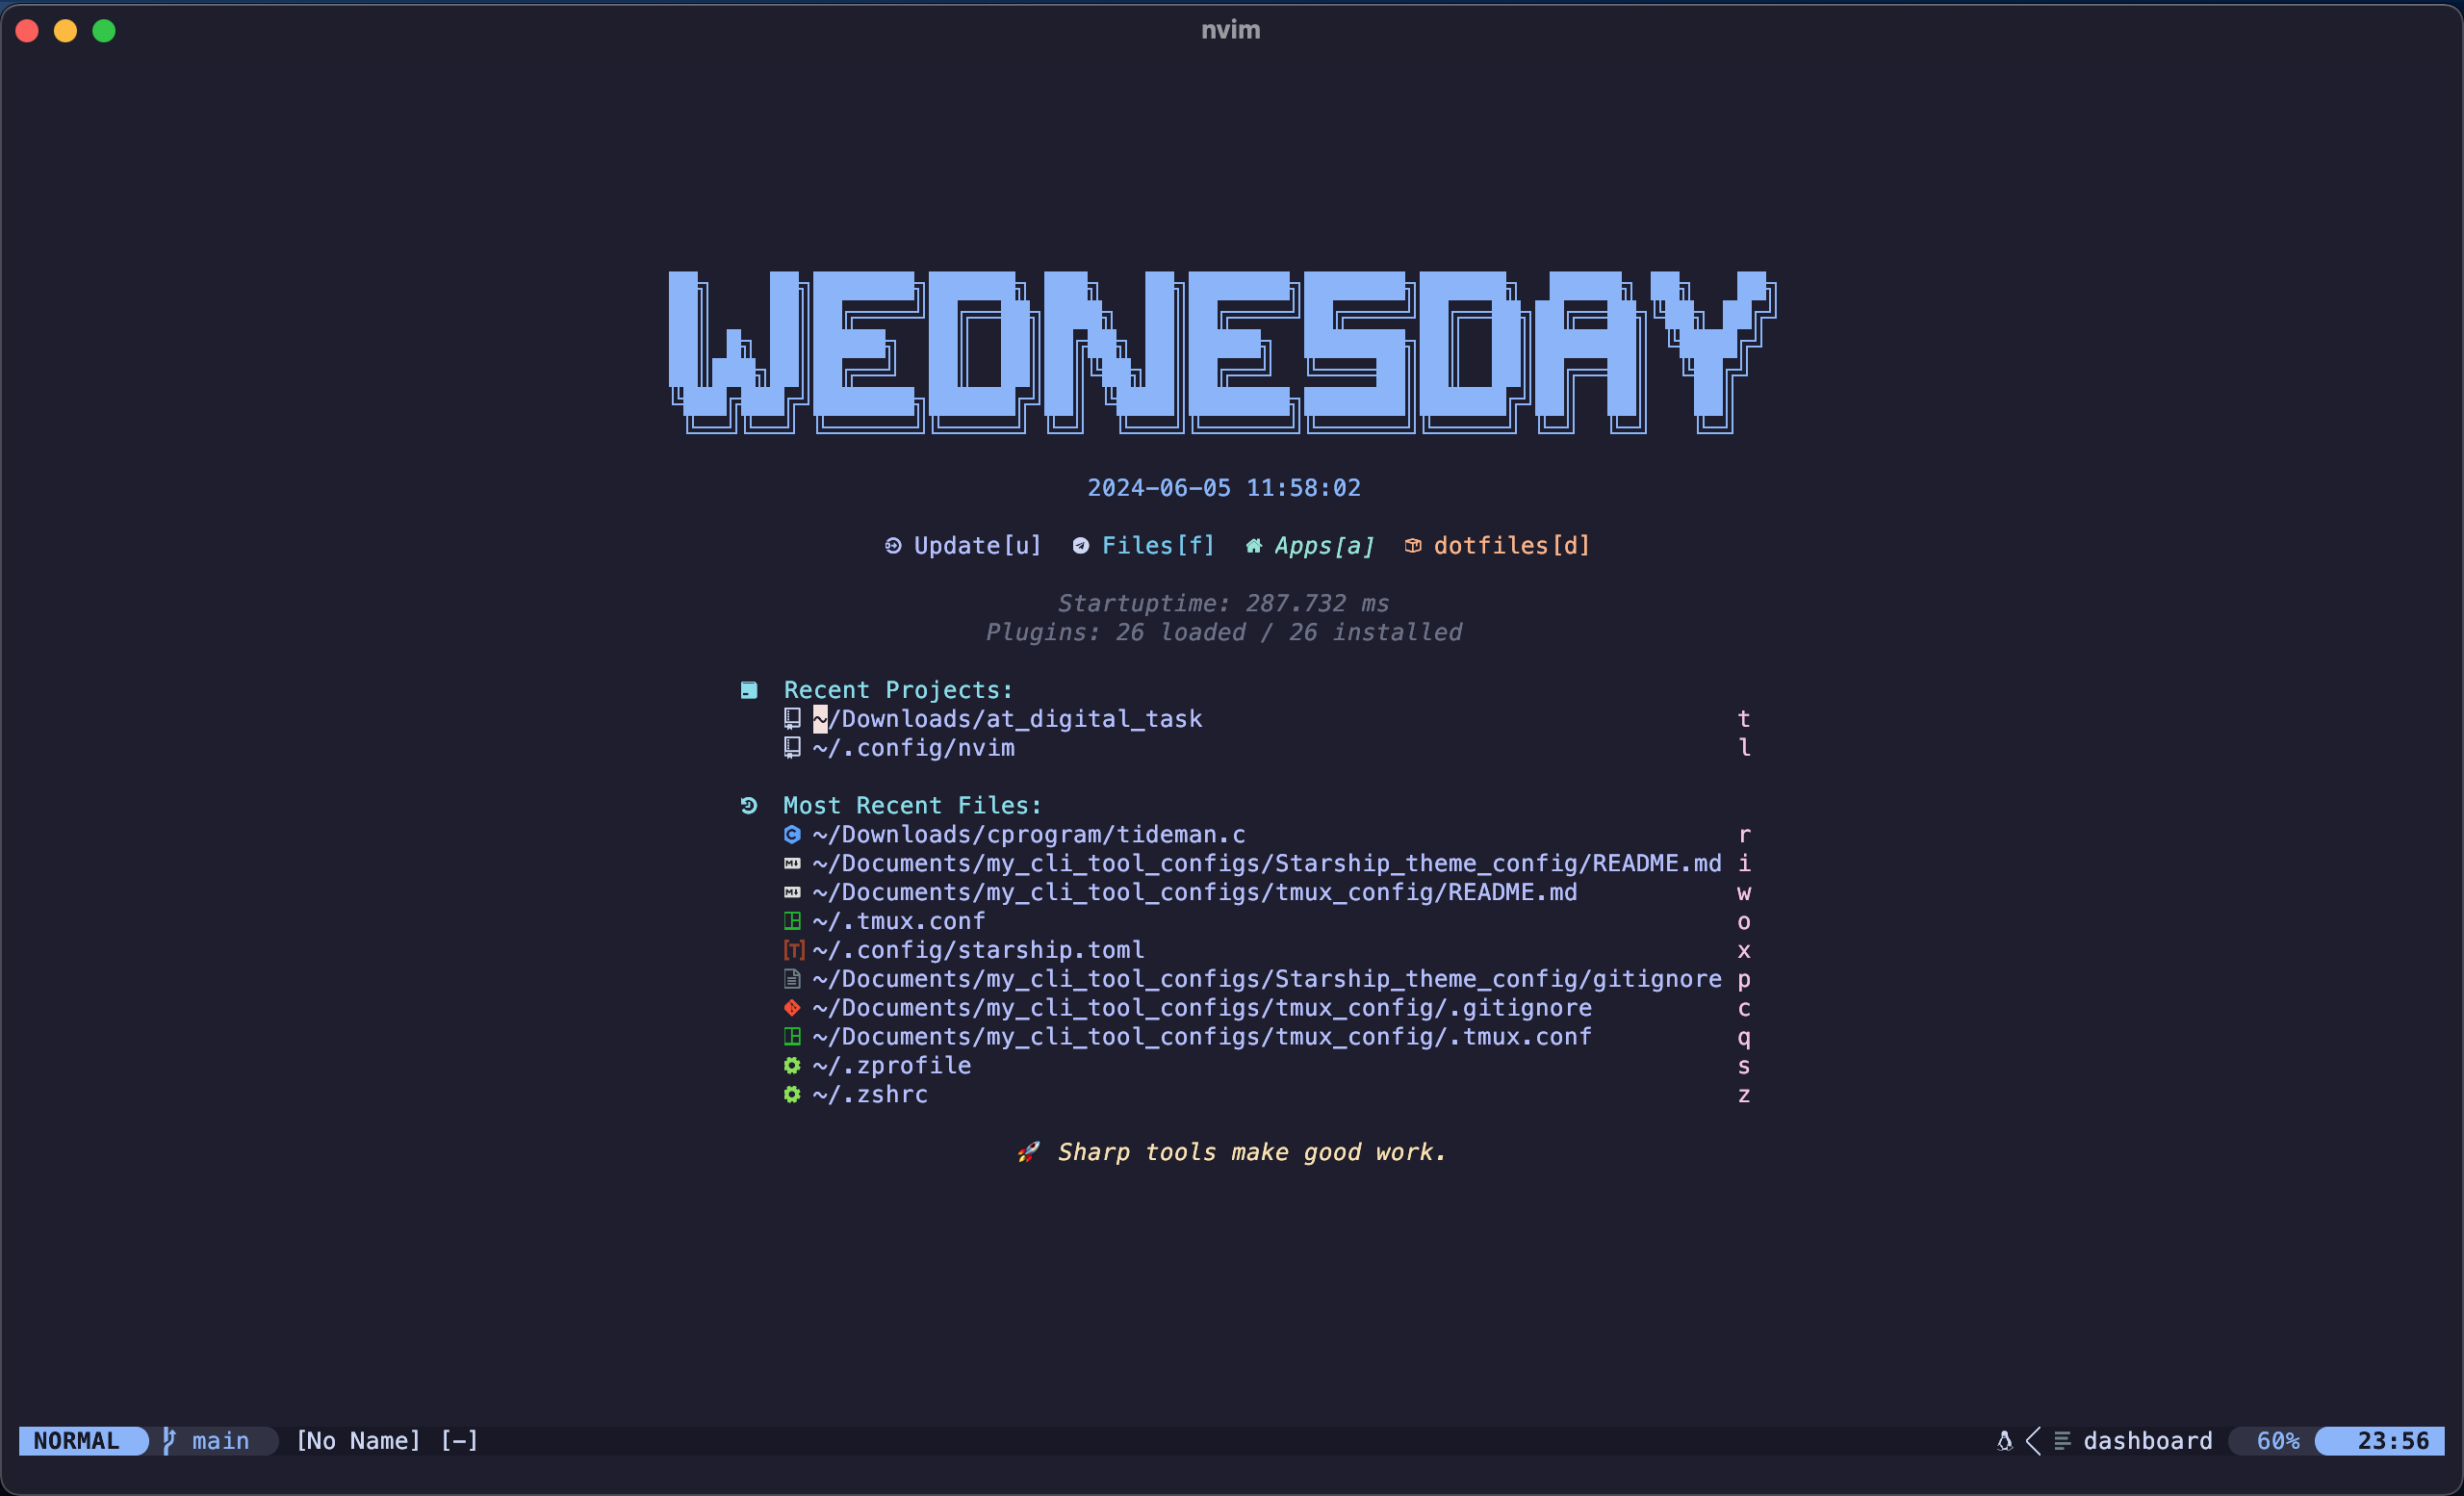 nvim
WEDNESDAY
2024-06-05 11:58:02
Update[u] Files[f] Apps[a] dotfiles[d]
Startuptime: 287.732 ms
Plugins: 26 loaded / 26 installed
Recent Projects:
~/Downloads/at_digital_task t
~/.config/nvim l
Most Recent Files:
~/Downloads/cprogram/tideman.c r
~/Documents/my_cli_tool_configs/Starship_theme_config/README.md i
~/Documents/my_cli_tool_configs/tmux_config/README.md w
~/.tmux.conf o
~/.config/starship.toml x
~/Documents/my_cli_tool_configs/Starship_theme_config/gitignore p
~/Documents/my_cli_tool_configs/tmux_config/.gitignore c
~/Documents/my_cli_tool_configs/tmux_config/.tmux.conf q
~/.zprofile s
~/.zshrc z
🚀 Sharp tools make good work.
NORMAL main [No Name] [-] dashboard 60% 23:56